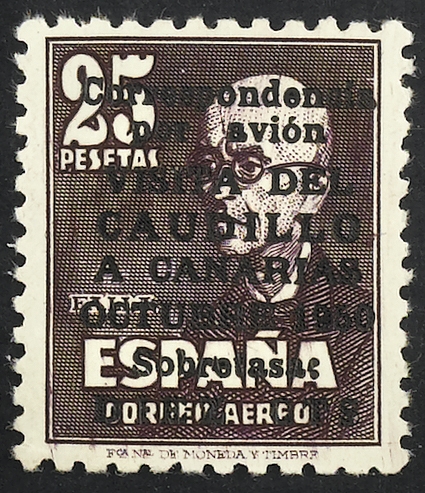 25
PESETAS
Correspondencia
por avión
VISITA DEL
CAUDILLO
A CANARIAS
OCTUBRE 1950
ESPAÑA
Sobretasa:
CORREO AEREO
FCA.NAL. DE MONEDA Y TIMBRE